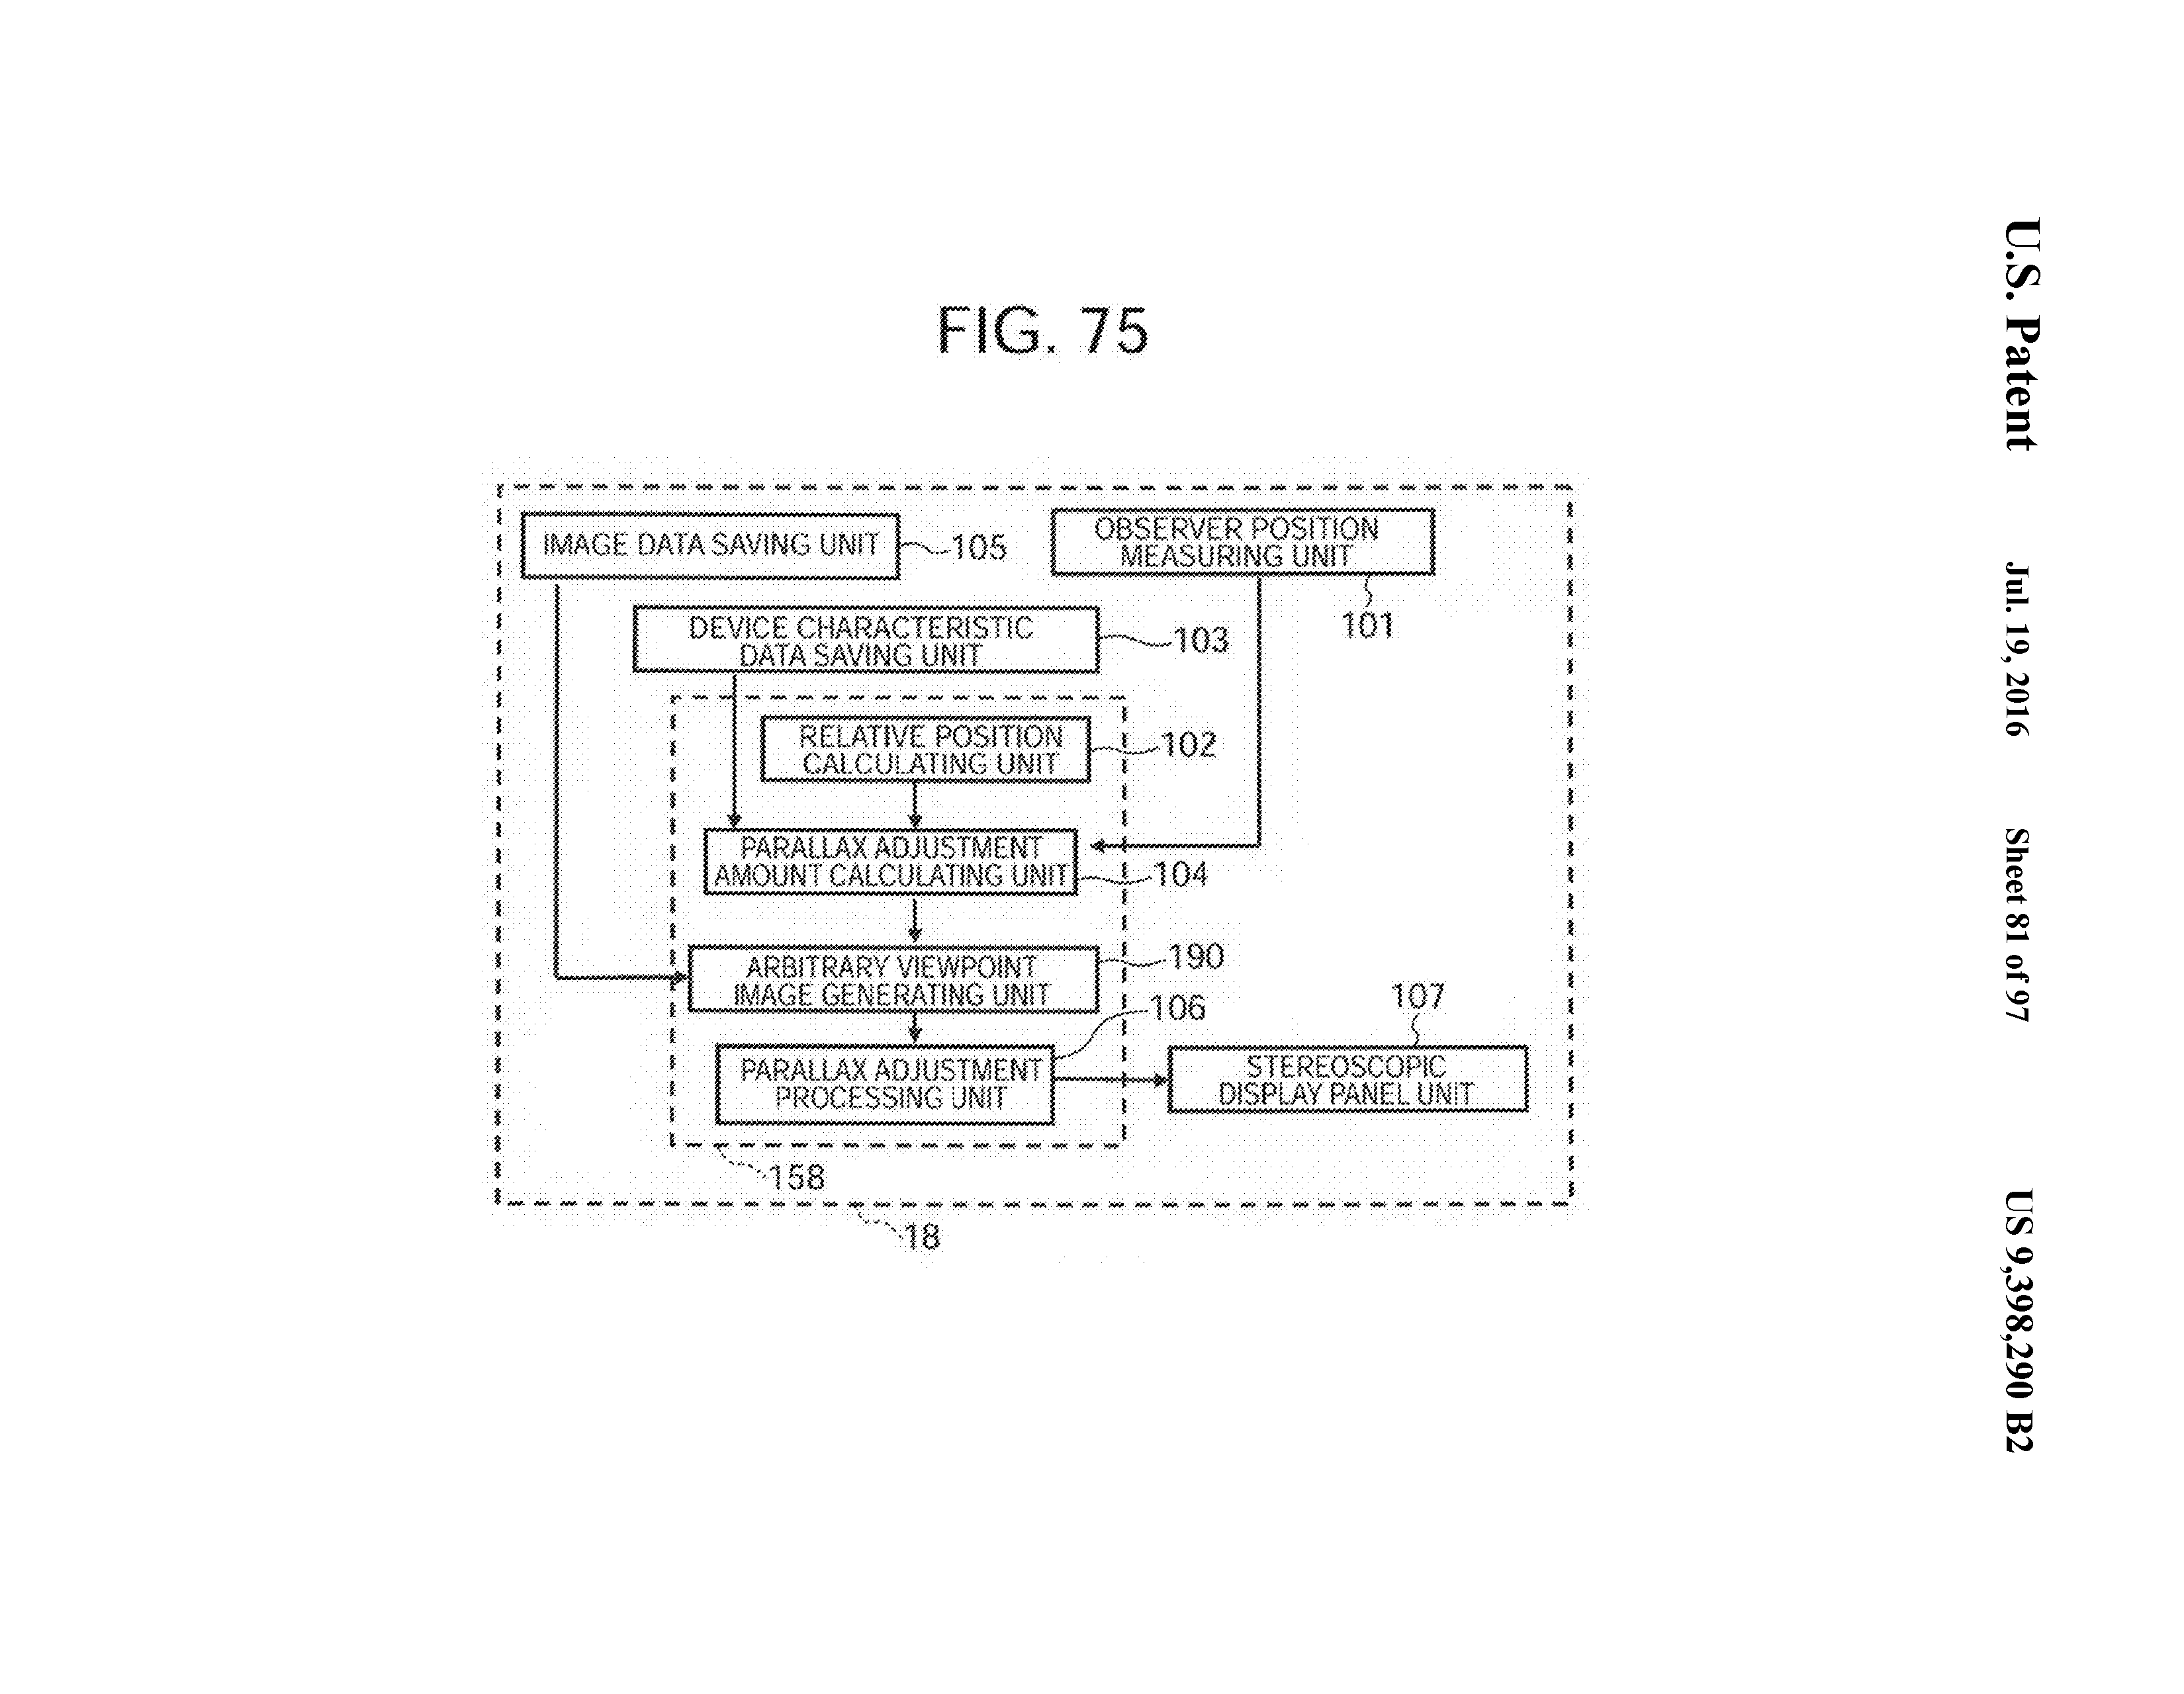 U.S. Patent
Jul. 19, 2016
Sheet 81 of 97
US 9,398,290 B2
FIG. 75
IMAGE DATA SAVING UNIT
105
OBSERVER POSITION
MEASURING UNIT
101
DEVICE CHARACTERISTIC
DATA SAVING UNIT
103
RELATIVE POSITION
CALCULATING UNIT
102
PARALLAX ADJUSTMENT
AMOUNT CALCULATING UNIT
104
ARBITRARY VIEWPOINT
IMAGE GENERATING UNIT
190
106
PARALLAX ADJUSTMENT
PROCESSING UNIT
107
STEREOSCOPIC
DISPLAY PANEL UNIT
158
18